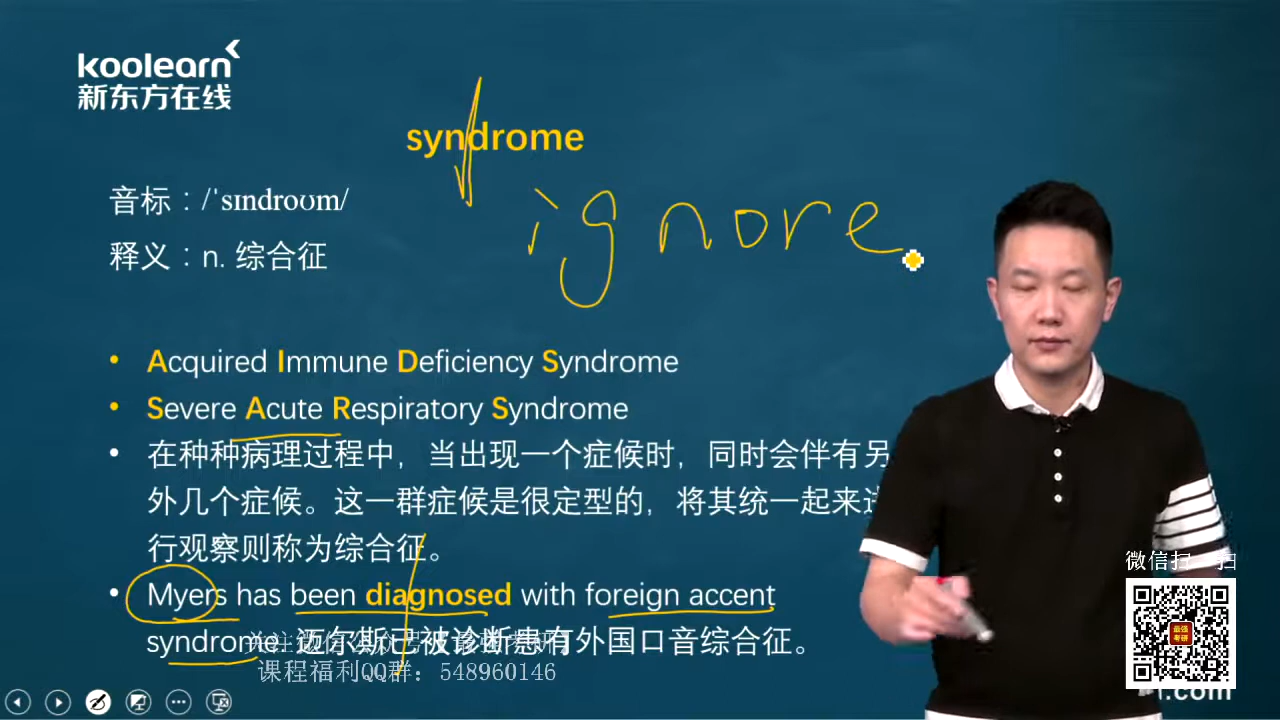 koolearn
新东方在线
syndrome
音标：/ˈsɪndroʊm/
ignore
释义：n. 综合征
• Acquired Immune Deficiency Syndrome
• Severe Acute Respiratory Syndrome
• 在种种病理过程中，当出现一个症候时，同时会伴有另
外几个症候。这一群症候是很定型的，将其统一起来进
行观察则称为综合征。
• Myers has been diagnosed with foreign accent
syndrome 迈尔斯已被诊断患有外国口音综合征。
课程福利QQ群：548960146
微信扫一扫
最强
考研
.com